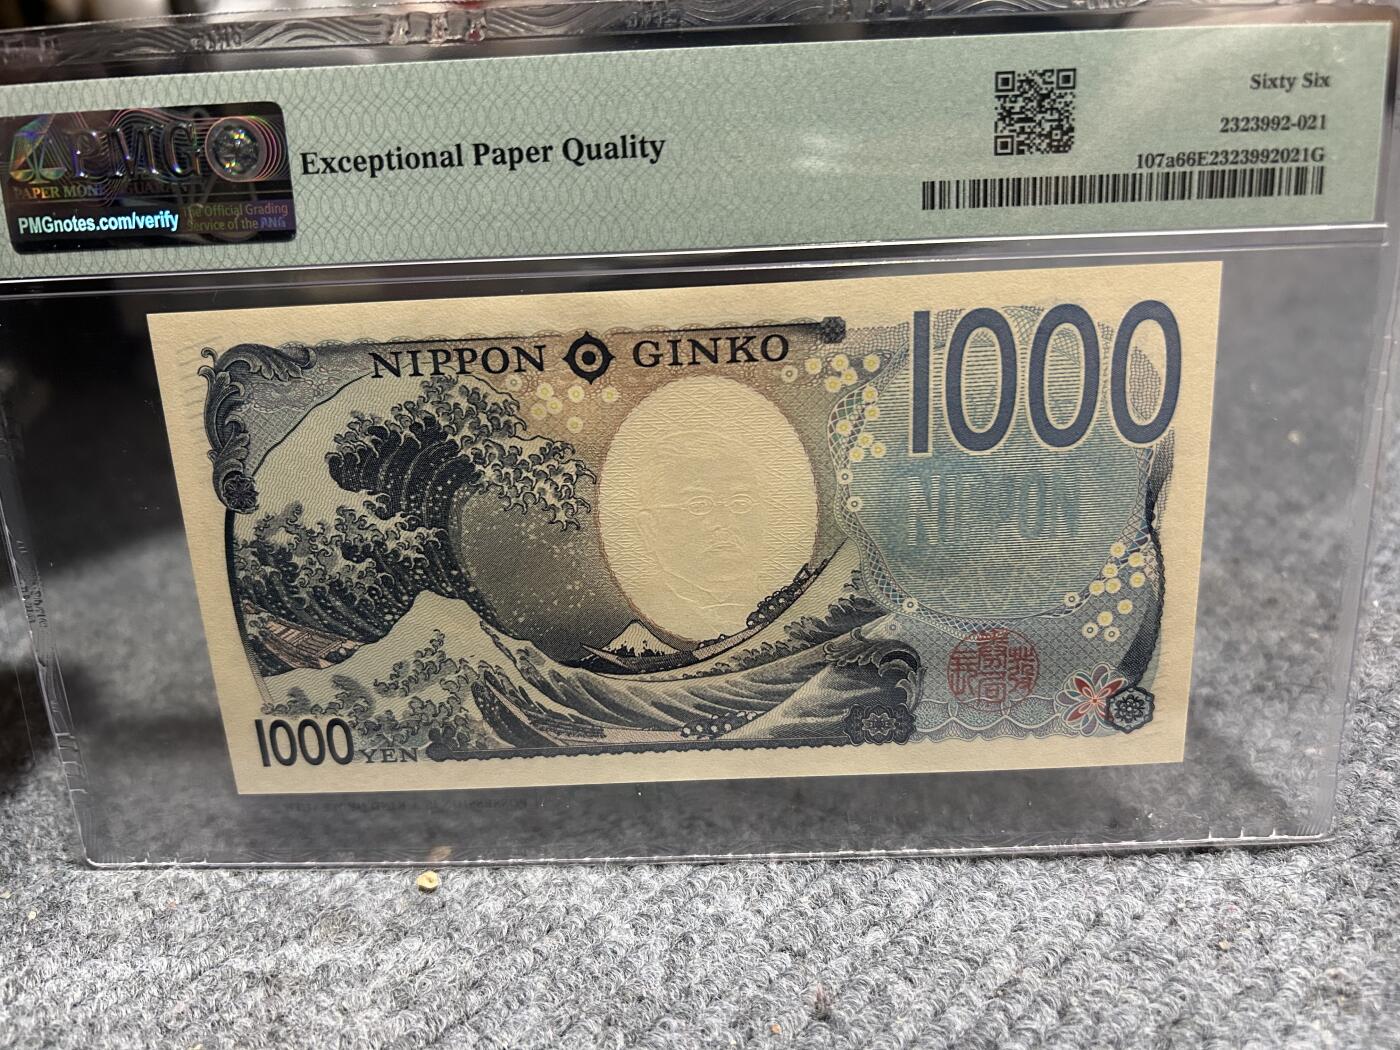 PMG
PAPER MONEY GUARANTY
PMGnotes.com/verify
The Official Grading
Service of the ANA
Exceptional Paper Quality
Sixty Six
2323992-021
107a66E2323992021G
NIPPON GINKO
1000
NIPPON
1000 YEN